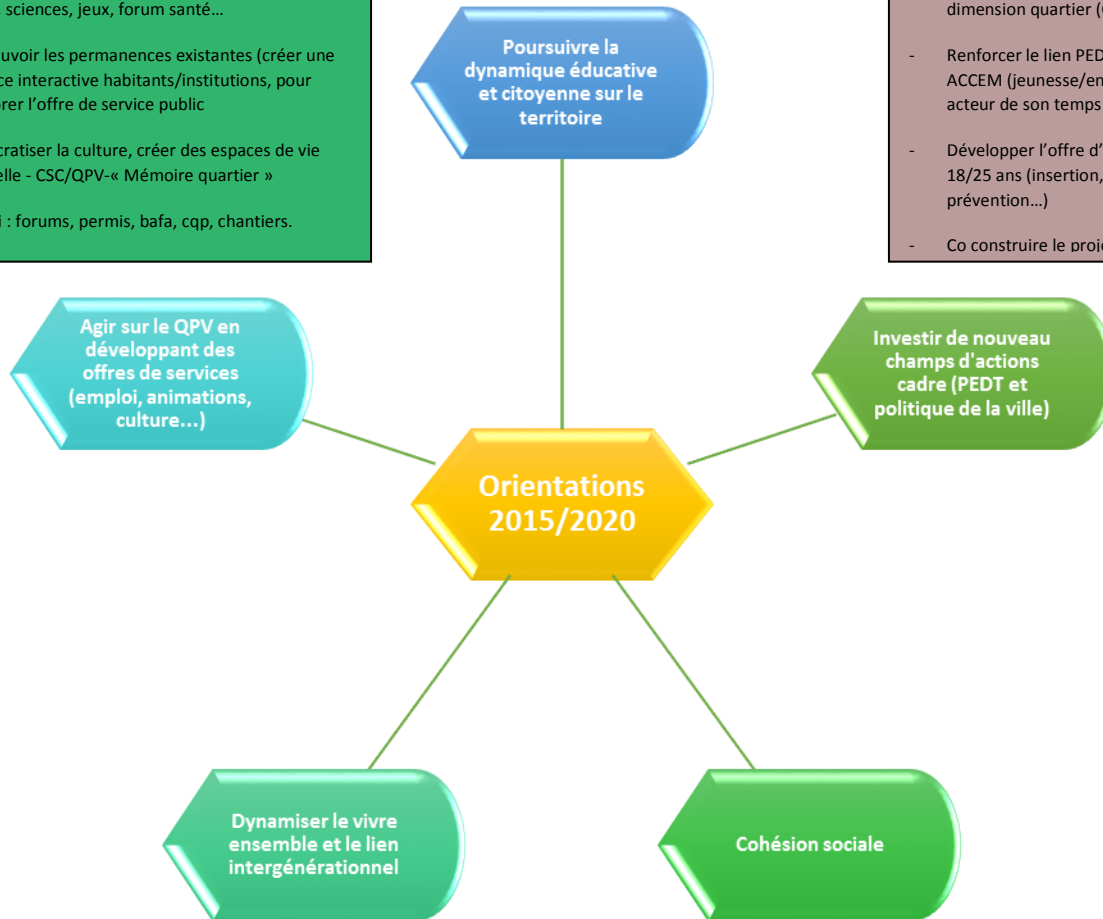 sciences, jeux, forum santé…
les permanences existantes (créer une
interactive habitants/institutions, pour
l’offre de service public
la culture, créer des espaces de vie
- CSC/QPV-« Mémoire quartier »
: forums, permis, bafa, cqp, chantiers.
Poursuivre la
dynamique éducative
et citoyenne sur le
territoire
dimension quartier (
- Renforcer le lien PED
ACCEM (jeunesse/en
acteur de son temps
- Développer l’offre d’
18/25 ans (insertion,
prévention…)
- Co construire le proje
Agir sur le QPV en
développant des
offres de services
(emploi, animations,
culture...)
Investir de nouveau
champs d'actions
cadre (PEDT et
politique de la ville)
Orientations
2015/2020
Dynamiser le vivre
ensemble et le lien
intergénérationnel
Cohésion sociale